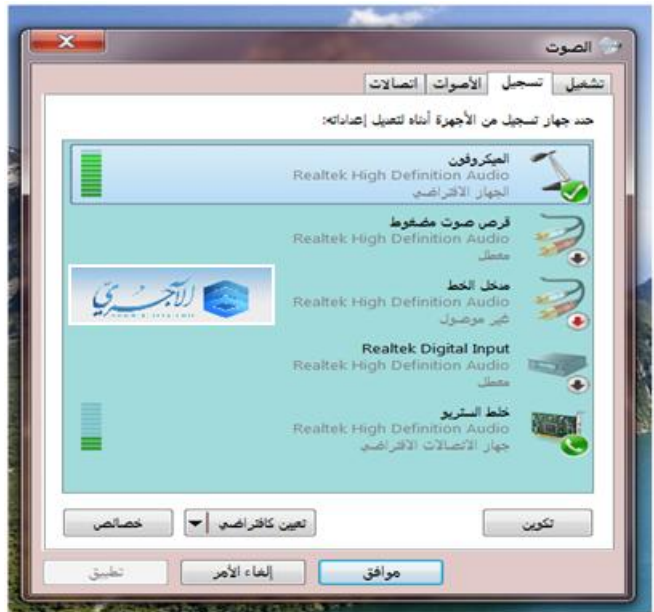 الصوت
تشغيل تسجيل الأصوات اتصالات
حدد جهاز تسجيل من الأجهزة أدناه لتعديل إعداداته:
الميكروفون
Realtek High Definition Audio
الجهاز الافتراضي
قرص صوت مضغوط
Realtek High Definition Audio
معطل
مدخل الخط
Realtek High Definition Audio
غير موصول
الآجري
Realtek Digital Input
Realtek High Definition Audio
معطل
خلط الستريو
Realtek High Definition Audio
جهاز الاتصالات الافتراضي
تكوين تعيين كافتراضي خصائص
موافق إلغاء الأمر تطبيق